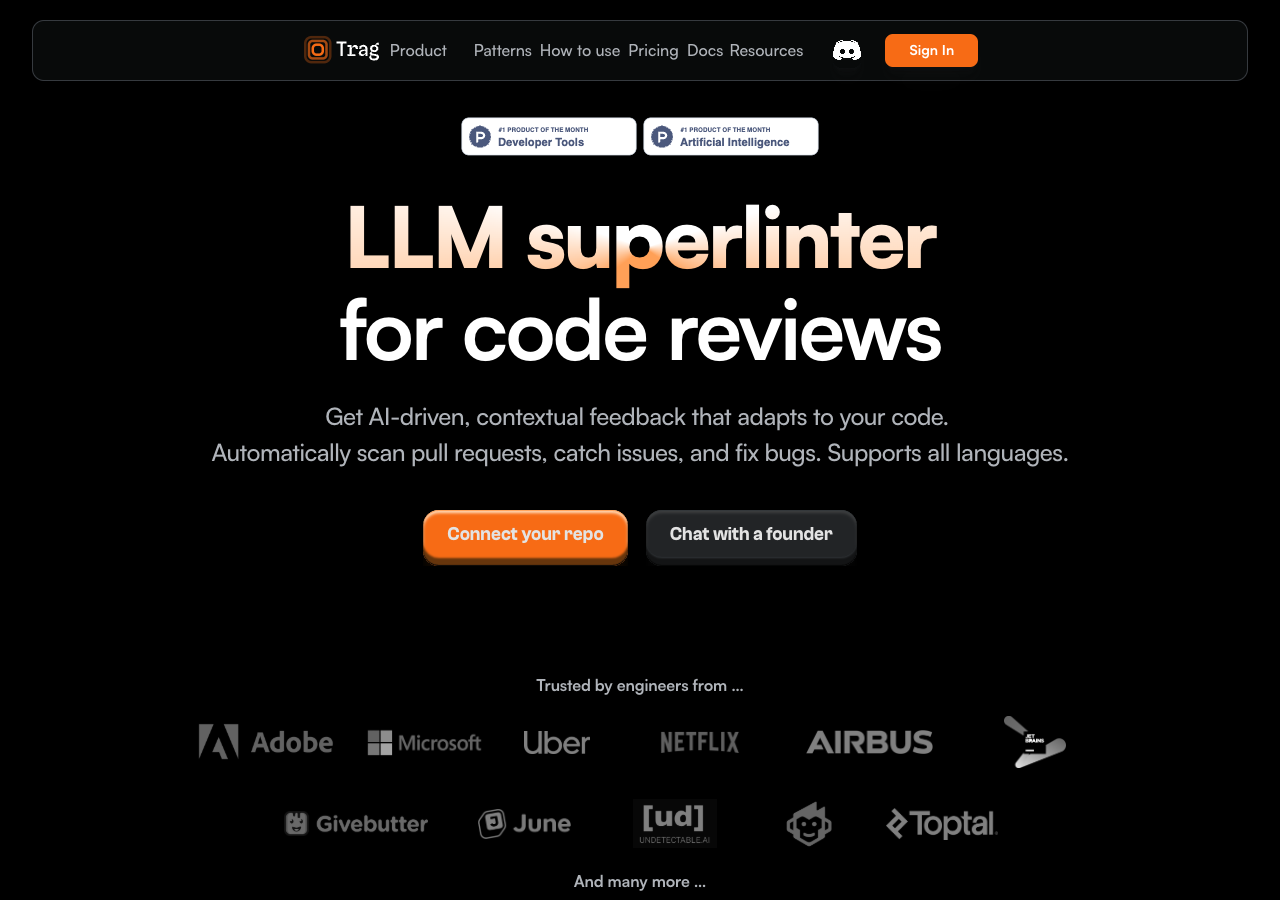 Trag Product Patterns How to use Pricing Docs Resources Sign In
#1 PRODUCT OF THE MONTH
Developer Tools
#1 PRODUCT OF THE MONTH
Artificial Intelligence
LLM superlinter
for code reviews
Get AI-driven, contextual feedback that adapts to your code.
Automatically scan pull requests, catch issues, and fix bugs. Supports all languages.
Connect your repo
Chat with a founder
Trusted by engineers from ...
Adobe Microsoft Uber NETFLIX AIRBUS
JET
BRAINS
Givebutter June [ud] Toptal
UNDETECTABLE.AI
And many more ...